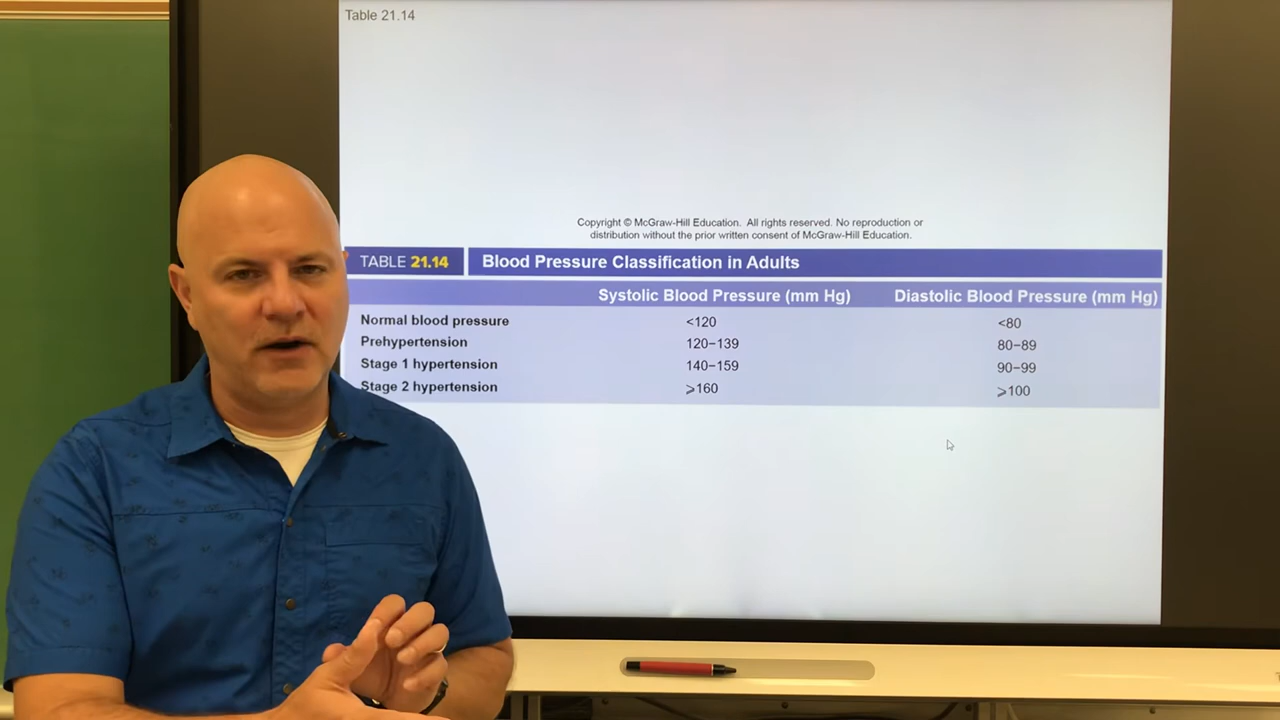 Table 21.14
Copyright © McGraw-Hill Education. All rights reserved. No reproduction or
distribution without the prior written consent of McGraw-Hill Education.
TABLE 21.14 Blood Pressure Classification in Adults
Systolic Blood Pressure (mm Hg) Diastolic Blood Pressure (mm Hg)
Normal blood pressure <120 <80
Prehypertension 120–139 80–89
Stage 1 hypertension 140–159 90–99
Stage 2 hypertension ⩾160 ⩾100